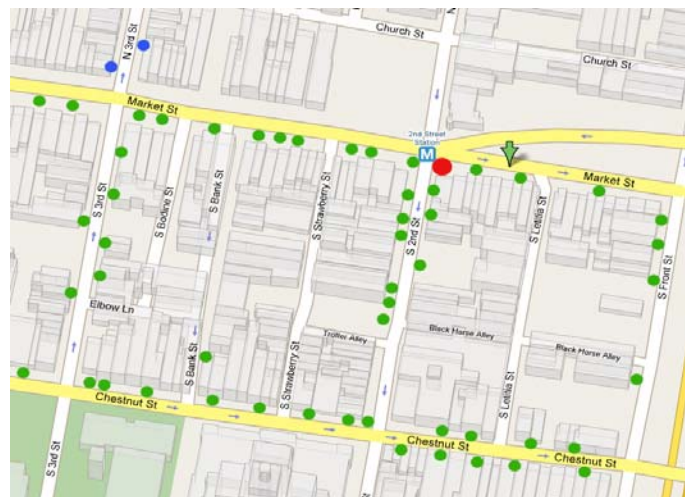 Church St
N 3rd St
Church St
Market St
2nd Street
Station
M
Market St
S 3rd St
S Bodine St
S Bank St
S Strawberry St
S 2nd St
S Letitia St
S Front St
Elbow Ln
Trotter Alley
Black Horse Alley
Black Horse Alley
S Bank St
S Strawberry St
S Letitia St
Chestnut St
Chestnut St
Chestnut St
S 3rd St